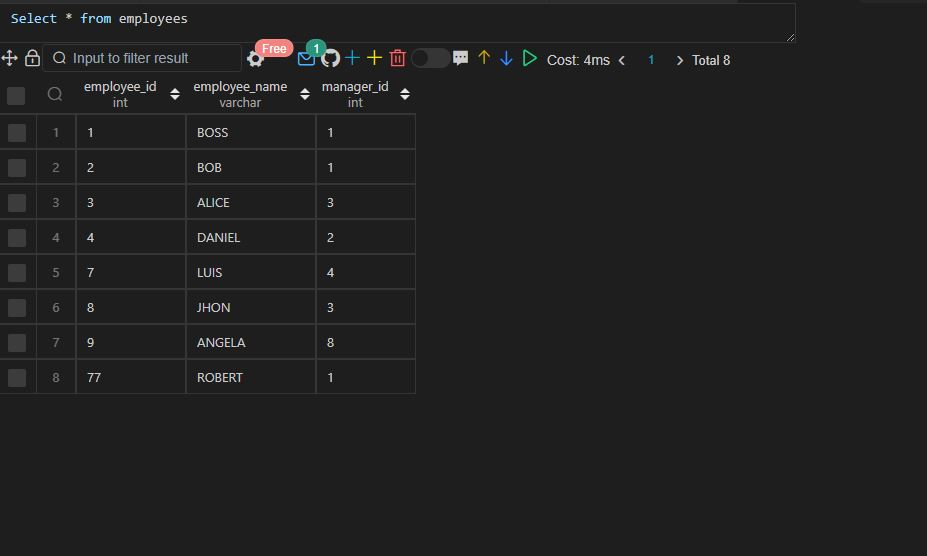 Select * from employees
Input to filter result Free 1 Cost: 4ms 1 Total 8
employee_id employee_name manager_id
int varchar int
1 1 BOSS 1
2 2 BOB 1
3 3 ALICE 3
4 4 DANIEL 2
5 7 LUIS 4
6 8 JHON 3
7 9 ANGELA 8
8 77 ROBERT 1